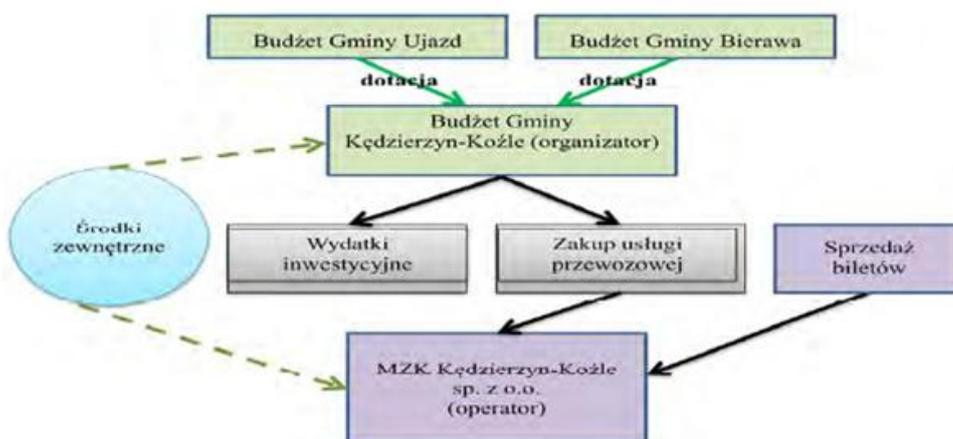 Budżet Gminy Ujazd
Budżet Gminy Bierawa
dotacja
dotacja
Budżet Gminy
Kędzierzyn-Koźle (organizator)
Środki
zewnętrzne
Wydatki
inwestycyjne
Zakup usługi
przewozowej
Sprzedaż
biletów
MZK Kędzierzyn-Koźle
sp. z o.o.
(operator)